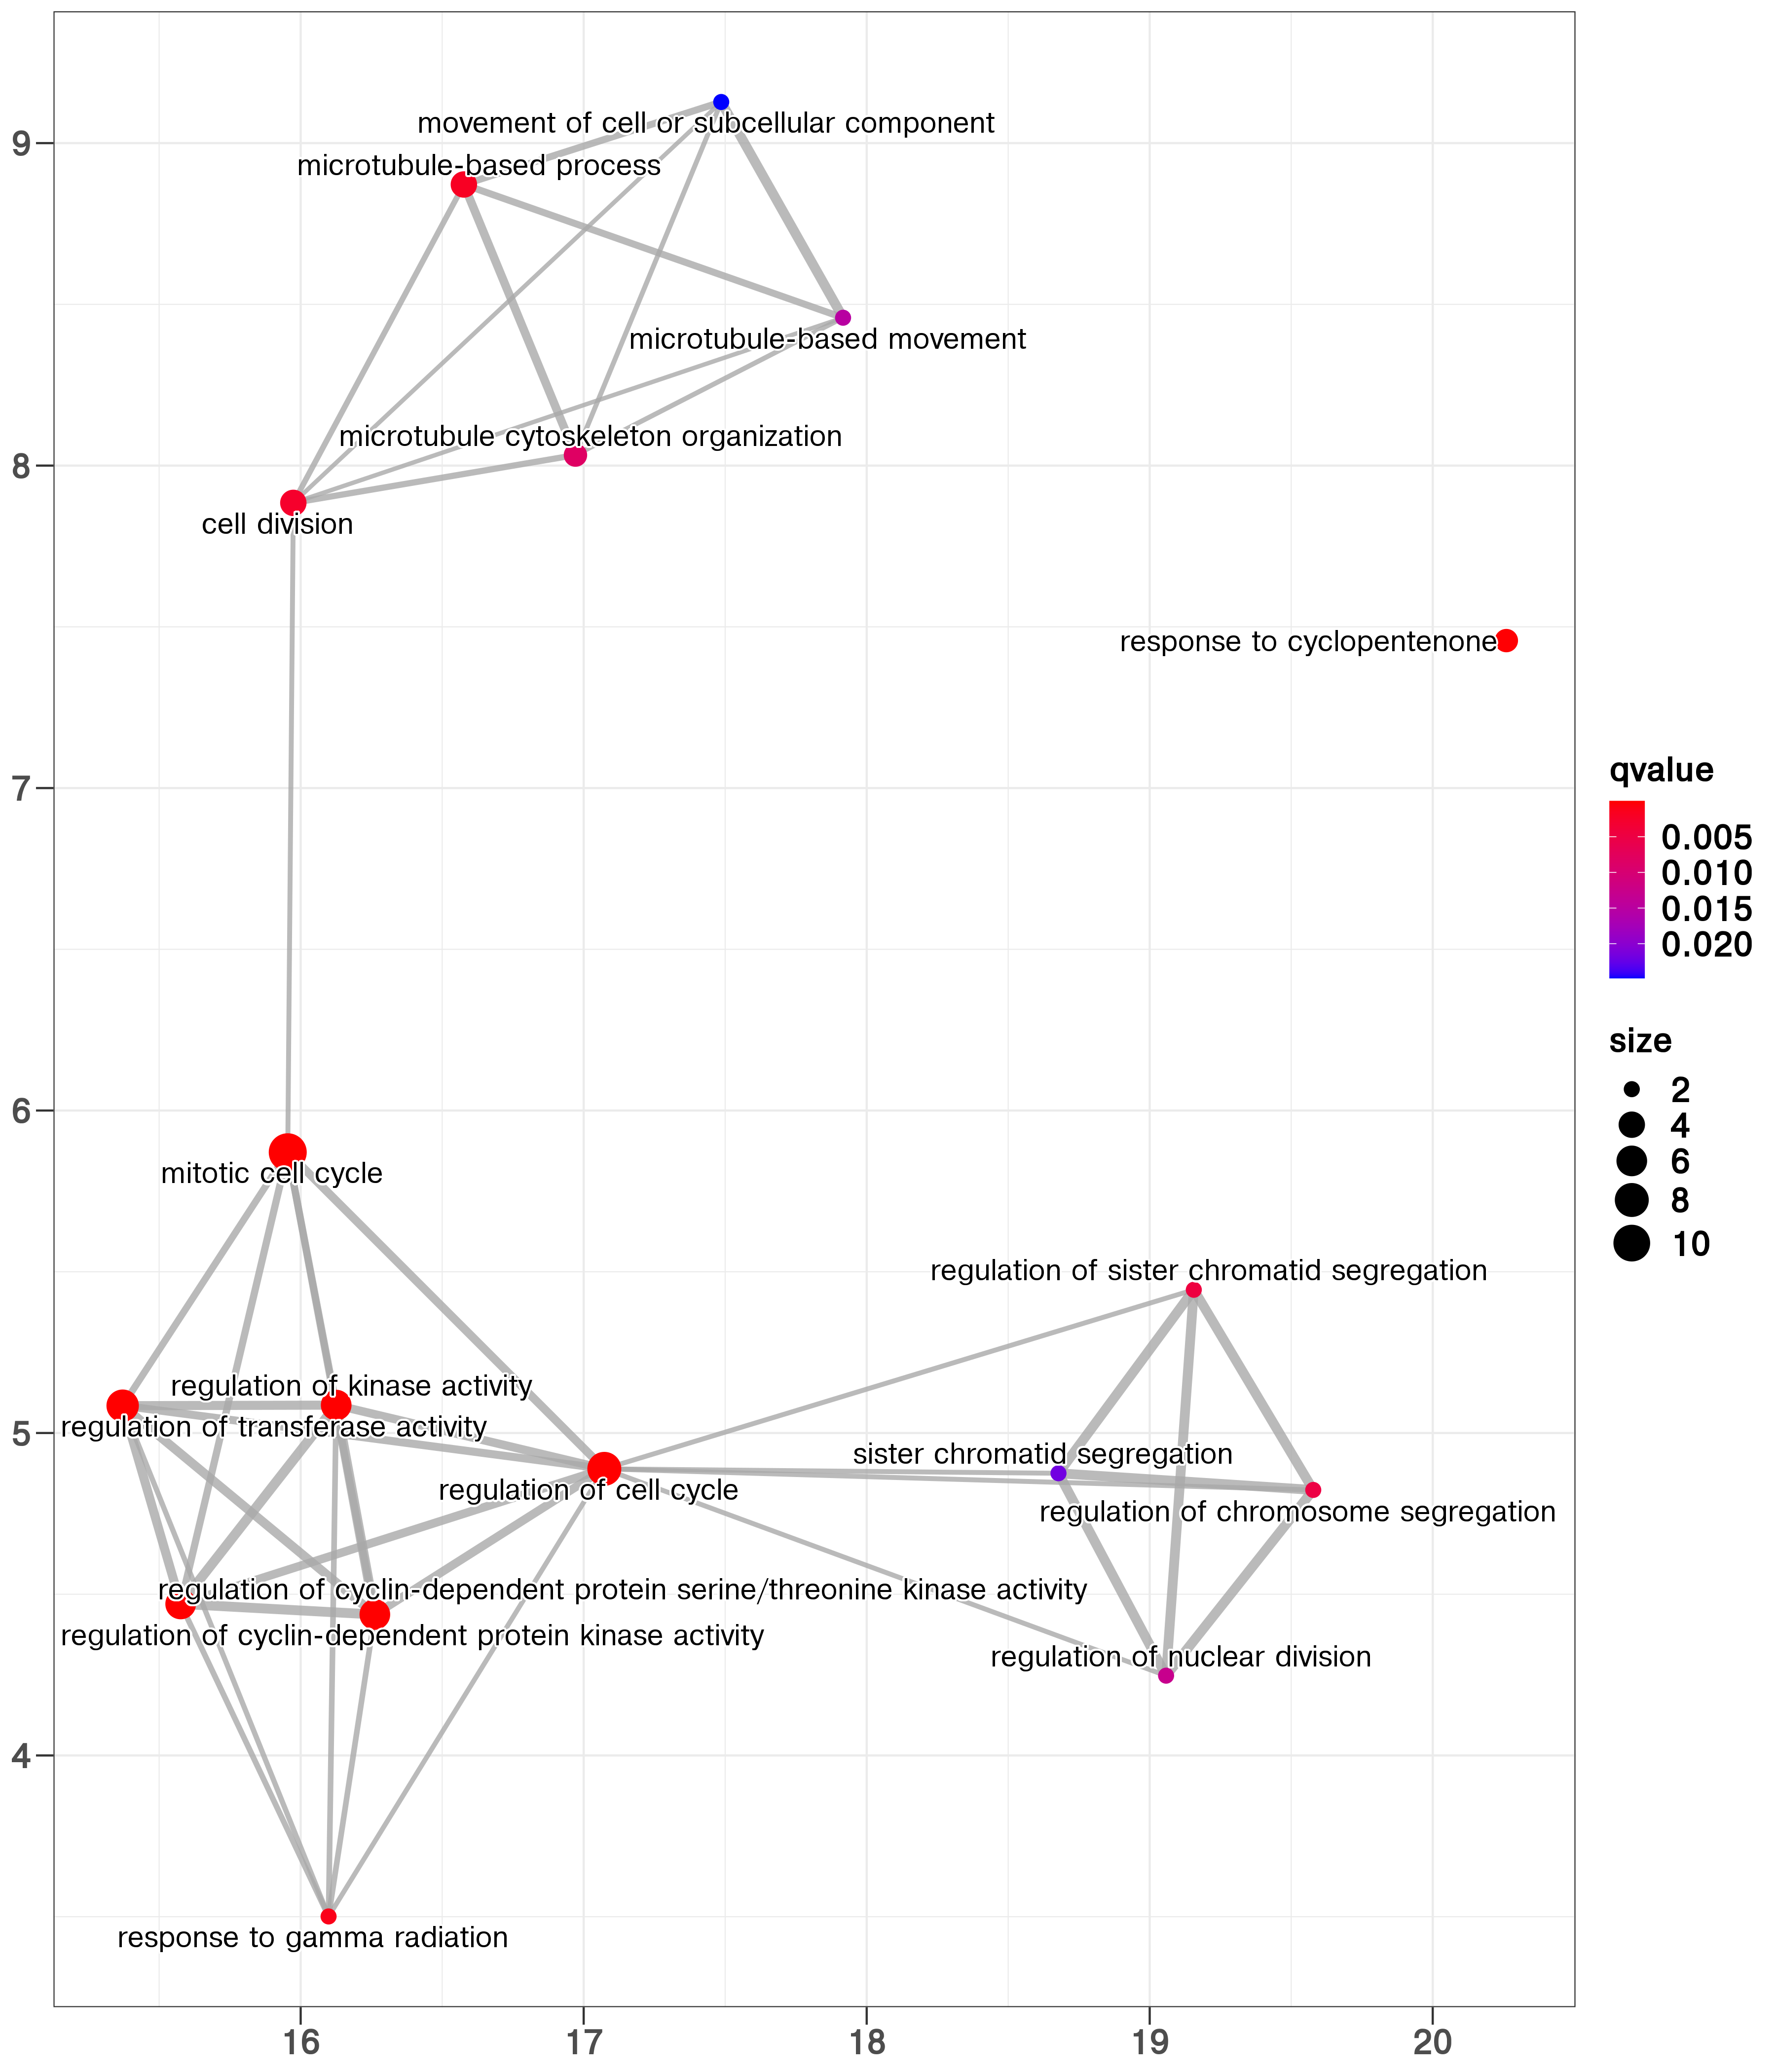 movement of cell or subcellular component
9
microtubule-based process
microtubule-based movement
microtubule cytoskeleton organization
8
cell division
response to cyclopentenone
7
qvalue
0.005
0.010
0.015
0.020
size
2
4
6
8
10
6
mitotic cell cycle
regulation of sister chromatid segregation
regulation of kinase activity
regulation of transferase activity
5
sister chromatid segregation
regulation of cell cycle
regulation of chromosome segregation
regulation of cyclin-dependent protein serine/threonine kinase activity
regulation of cyclin-dependent protein kinase activity
regulation of nuclear division
4
response to gamma radiation
16 17 18 19 20